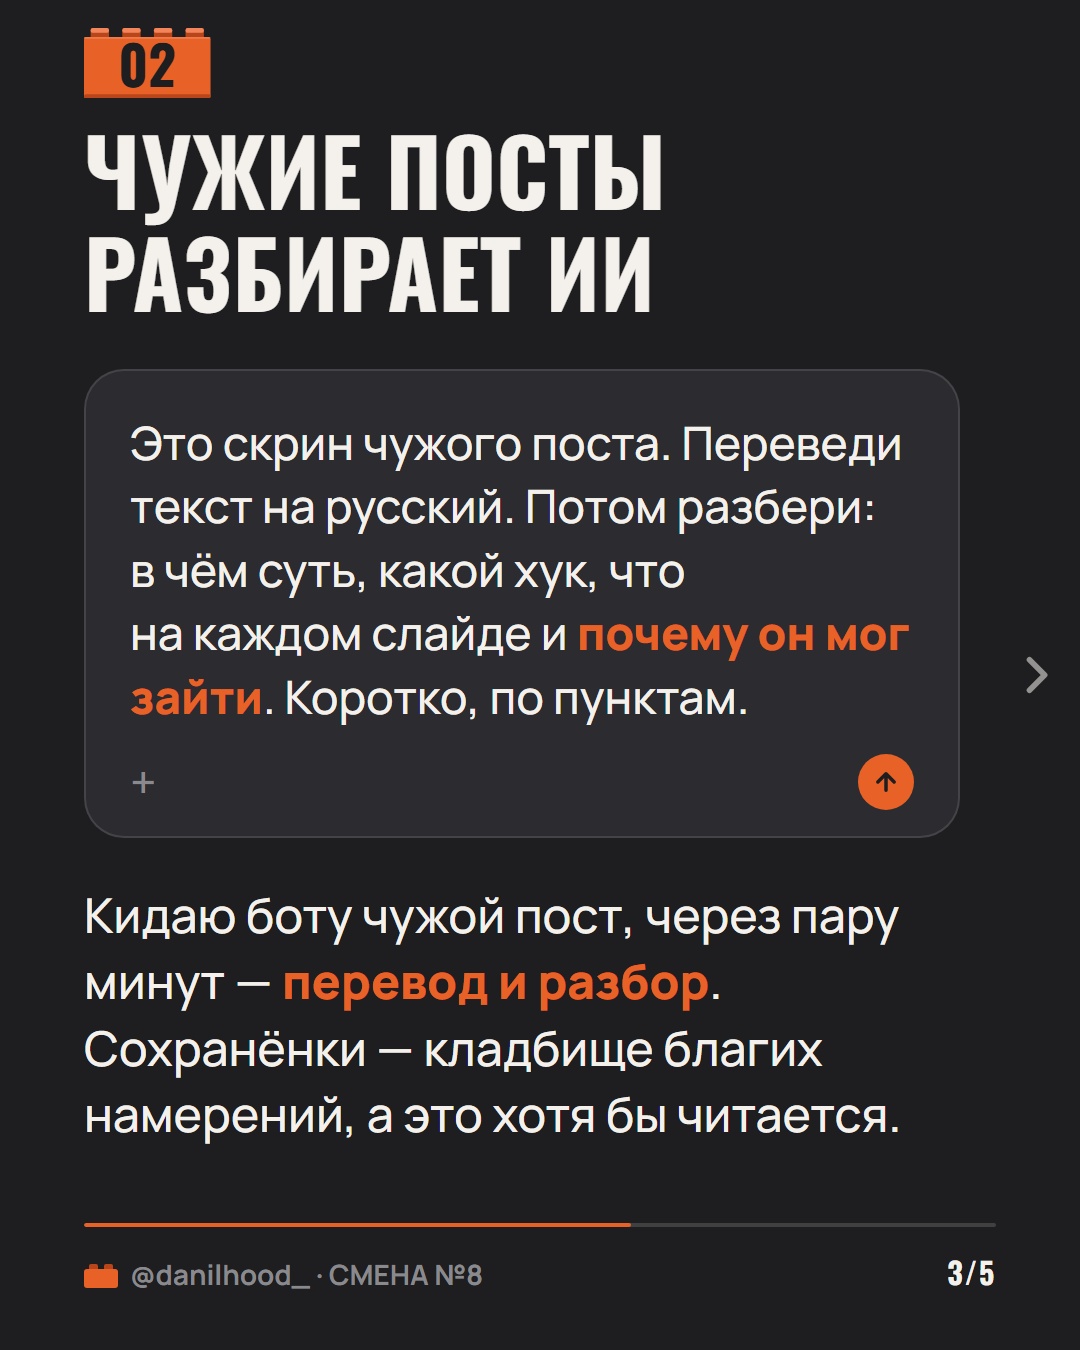 02
ЧУЖИЕ ПОСТЫ
РАЗБИРАЕТ ИИ
Это скрин чужого поста. Переведи
текст на русский. Потом разбери:
в чём суть, какой хук, что
на каждом слайде и почему он мог
зайти. Коротко, по пунктам.
+
Кидаю боту чужой пост, через пару
минут — перевод и разбор.
Сохранёнки — кладбище благих
намерений, а это хотя бы читается.
@danilhood_ · СМЕНА №8
3/5